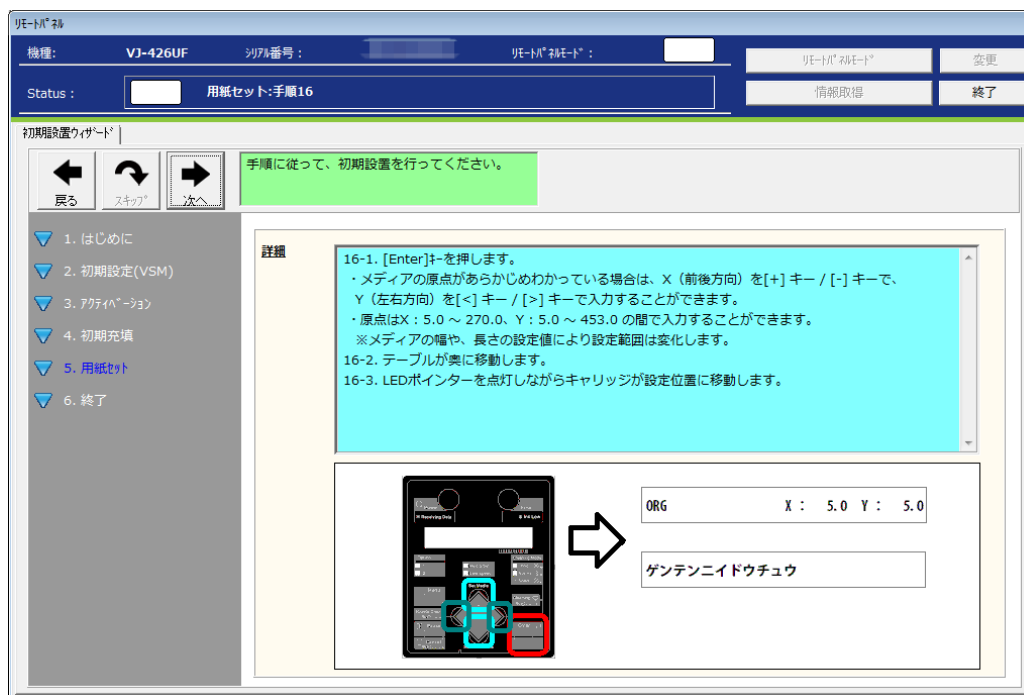 リモートパネル
機種: VJ-426UF シリアル番号: リモートパネルモード: リモートパネルモード 変更
Status: 用紙セット:手順16 情報取得 終了
初期設置ウィザード
戻る スキップ 次へ
手順に従って、初期設置を行ってください。
1. はじめに
2. 初期設定(VSM)
3. アクティベーション
4. 初期充填
5. 用紙セット
6. 終了
詳細
16-1. [Enter]キーを押します。
・メディアの原点があらかじめわかっている場合は、X(前後方向)を[+] キー / [-] キーで、
Y(左右方向)を[<] キー / [>] キーで入力することができます。
・原点はX:5.0 ~ 270.0、Y:5.0 ~ 453.0 の間で入力することができます。
※メディアの幅や、長さの設定値により設定範囲は変化します。
16-2. テーブルが奥に移動します。
16-3. LEDポインターを点灯しながらキャリッジが設定位置に移動します。
ORG X: 5.0 Y: 5.0
ゲンテンニイドウチュウ